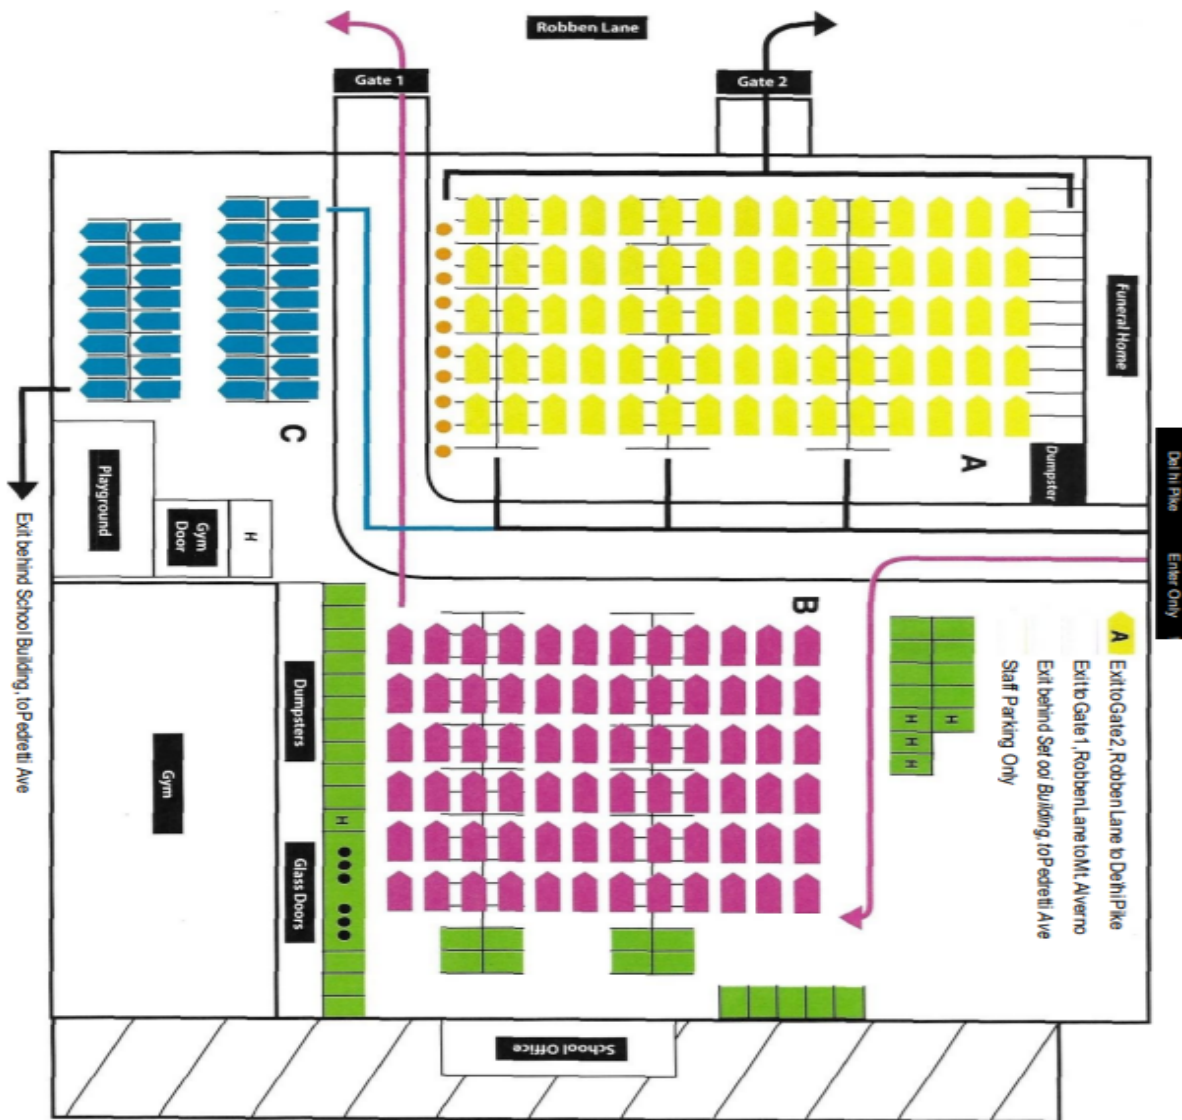 Robben Lane
Gate 1
Gate 2
Funeral Home
Dumpster
A
Delhi Pike Enter Only
C
Playground
Gym Door
H
Exit behind School Building, to Pedretti Ave
B
A Exit to Gate 2, Robben Lane to Delhi Pike
Exit to Gate 1, Robben Lane to Mt. Alverno
Exit behind Set ool Building, to Pedretti Ave
Staff Parking Only
H
H
H
H
Dumpsters
Gym
H
Glass Doors
School Office